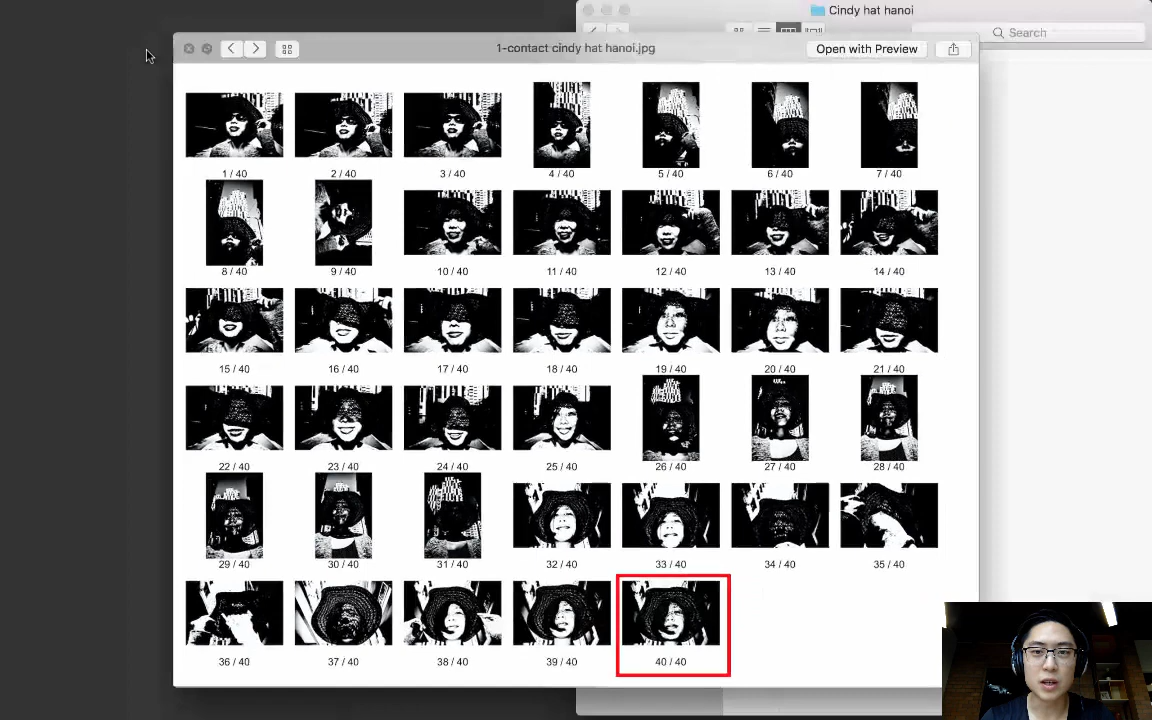 Cindy hat hanoi
Search
1-contact cindy hat hanoi.jpg
Open with Preview
1 / 40
2 / 40
3 / 40
4 / 40
5 / 40
6 / 40
7 / 40
8 / 40
9 / 40
10 / 40
11 / 40
12 / 40
13 / 40
14 / 40
15 / 40
16 / 40
17 / 40
18 / 40
19 / 40
20 / 40
21 / 40
22 / 40
23 / 40
24 / 40
25 / 40
26 / 40
27 / 40
28 / 40
29 / 40
30 / 40
31 / 40
32 / 40
33 / 40
34 / 40
35 / 40
36 / 40
37 / 40
38 / 40
39 / 40
40 / 40